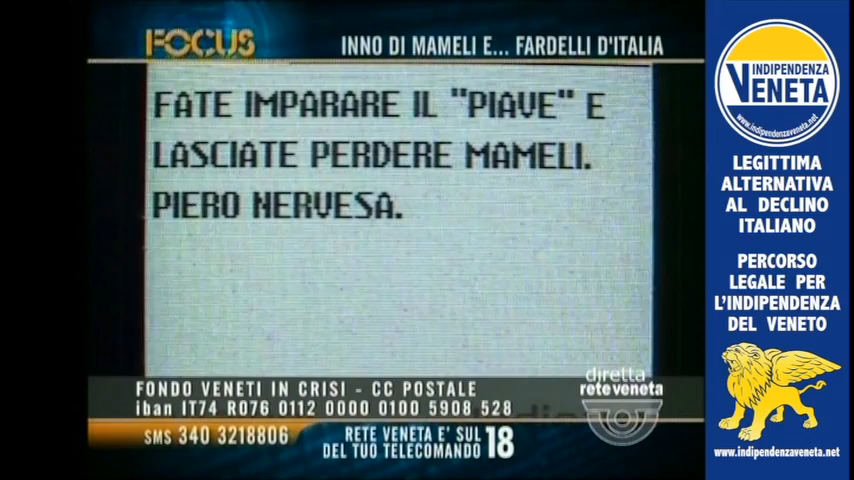 FOCUS
INNO DI MAMELI E... FARDELLI D'ITALIA
FATE IMPARARE IL "PIAVE" E
LASCIATE PERDERE MAMELI.
PIERO NERVESA.
FONDO VENETI IN CRISI - CC POSTALE
iban IT74 R076 0112 0000 0100 5908 528
diretta
reteveneta
SMS 340 3218806
RETE VENETA E' SUL
DEL TUO TELECOMANDO 18
INDIPENDENZA
VENETA
www.indipendenzaveneta.net
LEGITTIMA
ALTERNATIVA
AL DECLINO
ITALIANO
PERCORSO
LEGALE PER
L'INDIPENDENZA
DEL VENETO
www.indipendenzaveneta.net